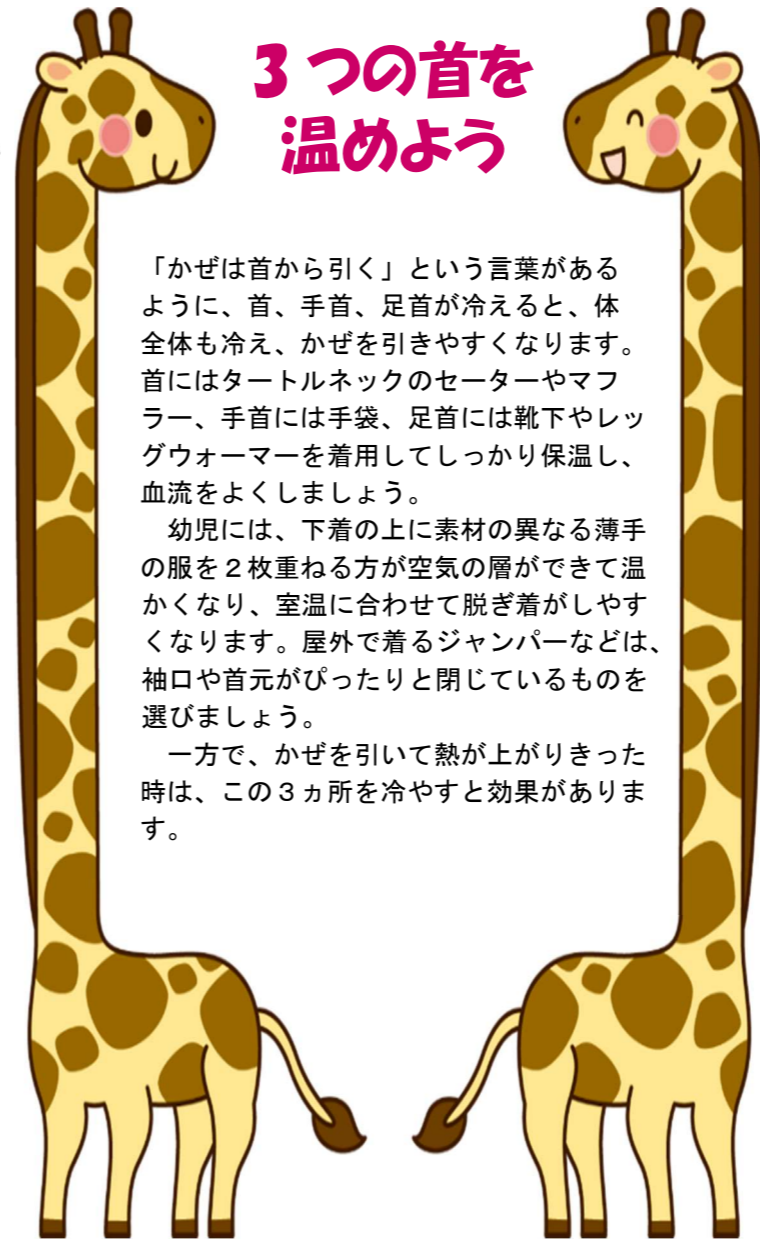 ３つの首を
温めよう
「かぜは首から引く」という言葉がある
ように、首、手首、足首が冷えると、体
全体も冷え、かぜを引きやすくなります。
首にはタートルネックのセーターやマフ
ラー、手首には手袋、足首には靴下やレッ
グウォーマーを着用してしっかり保温し、
血流をよくしましょう。
　幼児には、下着の上に素材の異なる薄手
の服を２枚重ねる方が空気の層ができて温
かくなり、室温に合わせて脱ぎ着がしやす
くなります。屋外で着るジャンパーなどは、
袖口や首元がぴったりと閉じているものを
選びましょう。
　一方で、かぜを引いて熱が上がりきった
時は、この３ヵ所を冷やすと効果がありま
す。